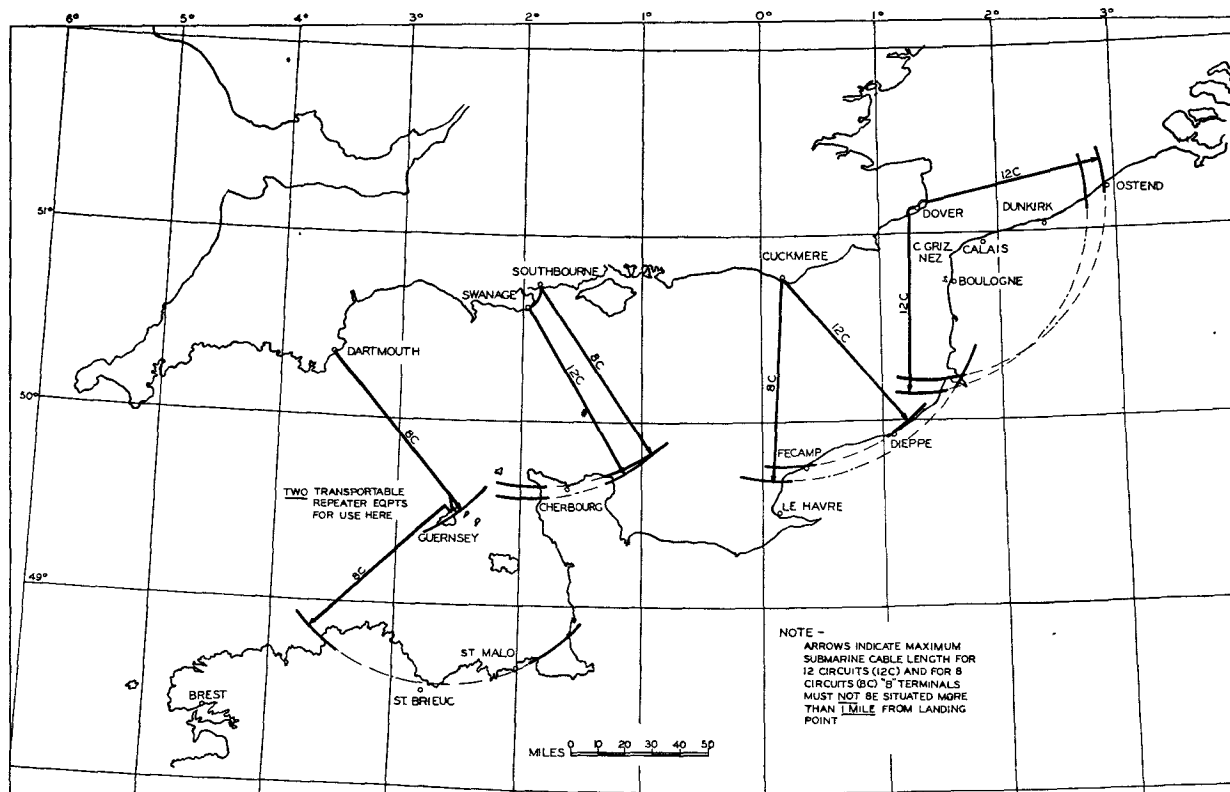 6° 5° 4° 3° 2° 1° 0° 1° 2° 3°
12C
OSTEND
DOVER
DUNKIRK
51°
C GRIZ
NEZ
CALAIS
CUCKMERE
SOUTHBOURNE
BOULOGNE
SWANAGE
12C
12C
DARTMOUTH
8C
12C
8C
50°
8C
DIEPPE
FECAMP
TWO TRANSPORTABLE
REPEATER EQPTS
FOR USE HERE
CHERBOURG
LE HAVRE
GUERNSEY
8C
49°
NOTE -
ARROWS INDICATE MAXIMUM
SUBMARINE CABLE LENGTH FOR
12 CIRCUITS (12C) AND FOR 8
CIRCUITS (8C) "B" TERMINALS
MUST NOT BE SITUATED MORE
THAN 1 MILE FROM LANDING
POINT
ST MALO
BREST
ST. BRIEUC
MILES 0 10 20 30 40 50